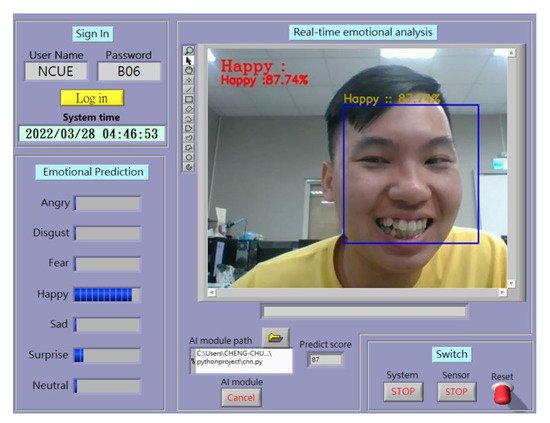 Sign In
User Name
Password
NCUE
B06
Log in
System time
2022/03/28 04:46:53
Emotional Prediction
Angry
Disgust
Fear
Happy
Sad
Surprise
Neutral
Real-time emotional analysis
Happy :
Happy :87.74%
Happy :: 87.74%
AI module path
C:\Users\CHENG-CHU...\
pythonproject\cnn.py
Predict score
87
AI module
Cancel
Switch
System
Sensor
Reset
STOP
STOP